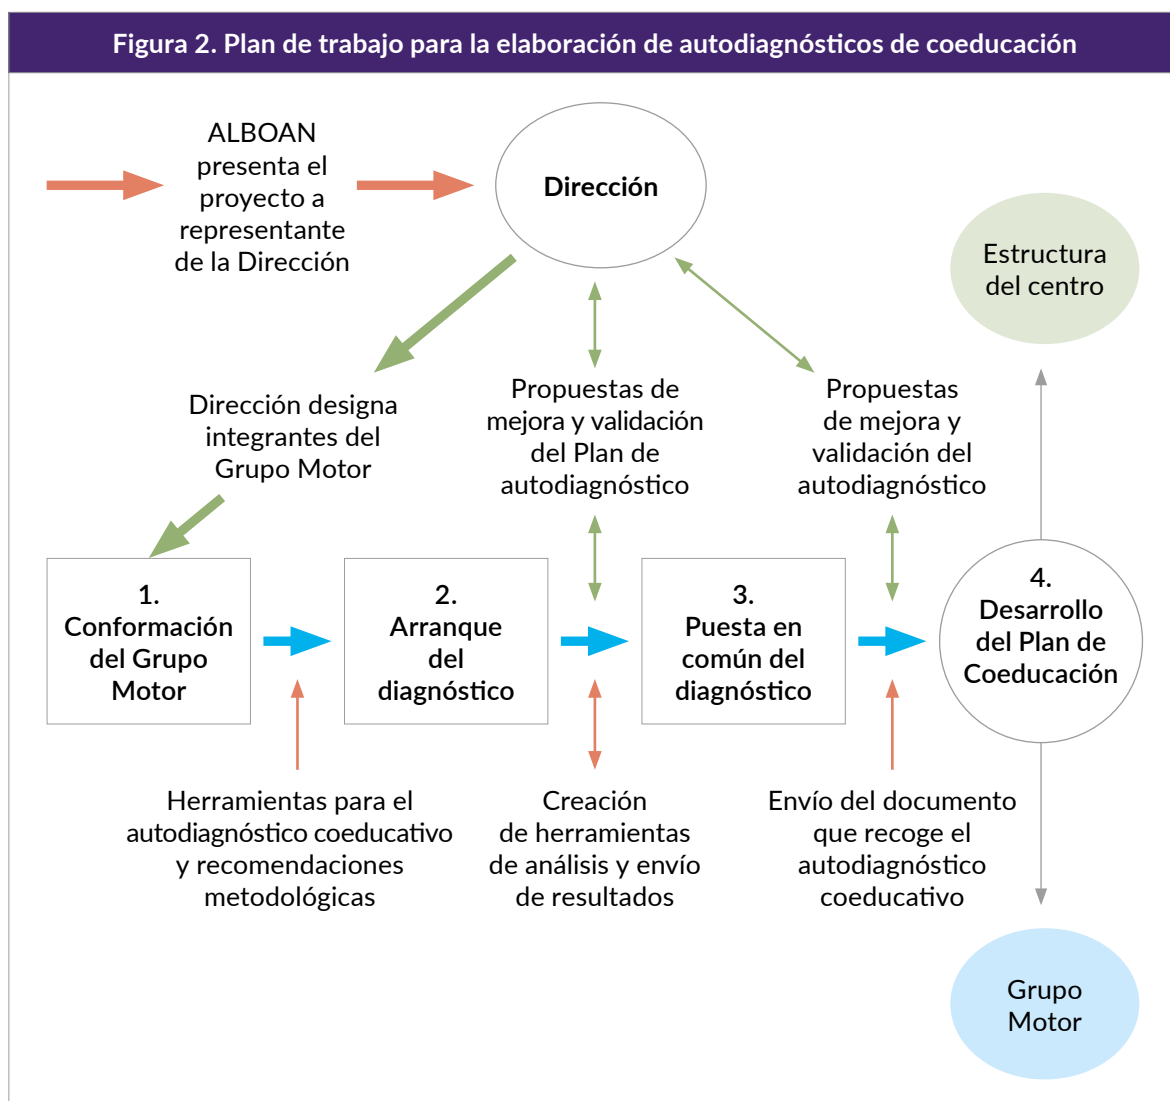 Figura 2. Plan de trabajo para la elaboración de autodiagnósticos de coeducación
ALBOAN
presenta el
proyecto a
representante
de la Dirección
Dirección
Estructura
del centro
Dirección designa
integrantes del
Grupo Motor
Propuestas de
mejora y validación
del Plan de
autodiagnóstico
Propuestas
de mejora y
validación del
autodiagnóstico
1.
Conformación
del Grupo
Motor
2.
Arranque
del
diagnóstico
3.
Puesta en
común del
diagnóstico
4.
Desarrollo
del Plan de
Coeducación
Herramientas para el
autodiagnóstico coeducativo
y recomendaciones
metodológicas
Creación
de herramientas
de análisis y envío
de resultados
Envío del documento
que recoge el
autodiagnóstico
coeducativo
Grupo
Motor